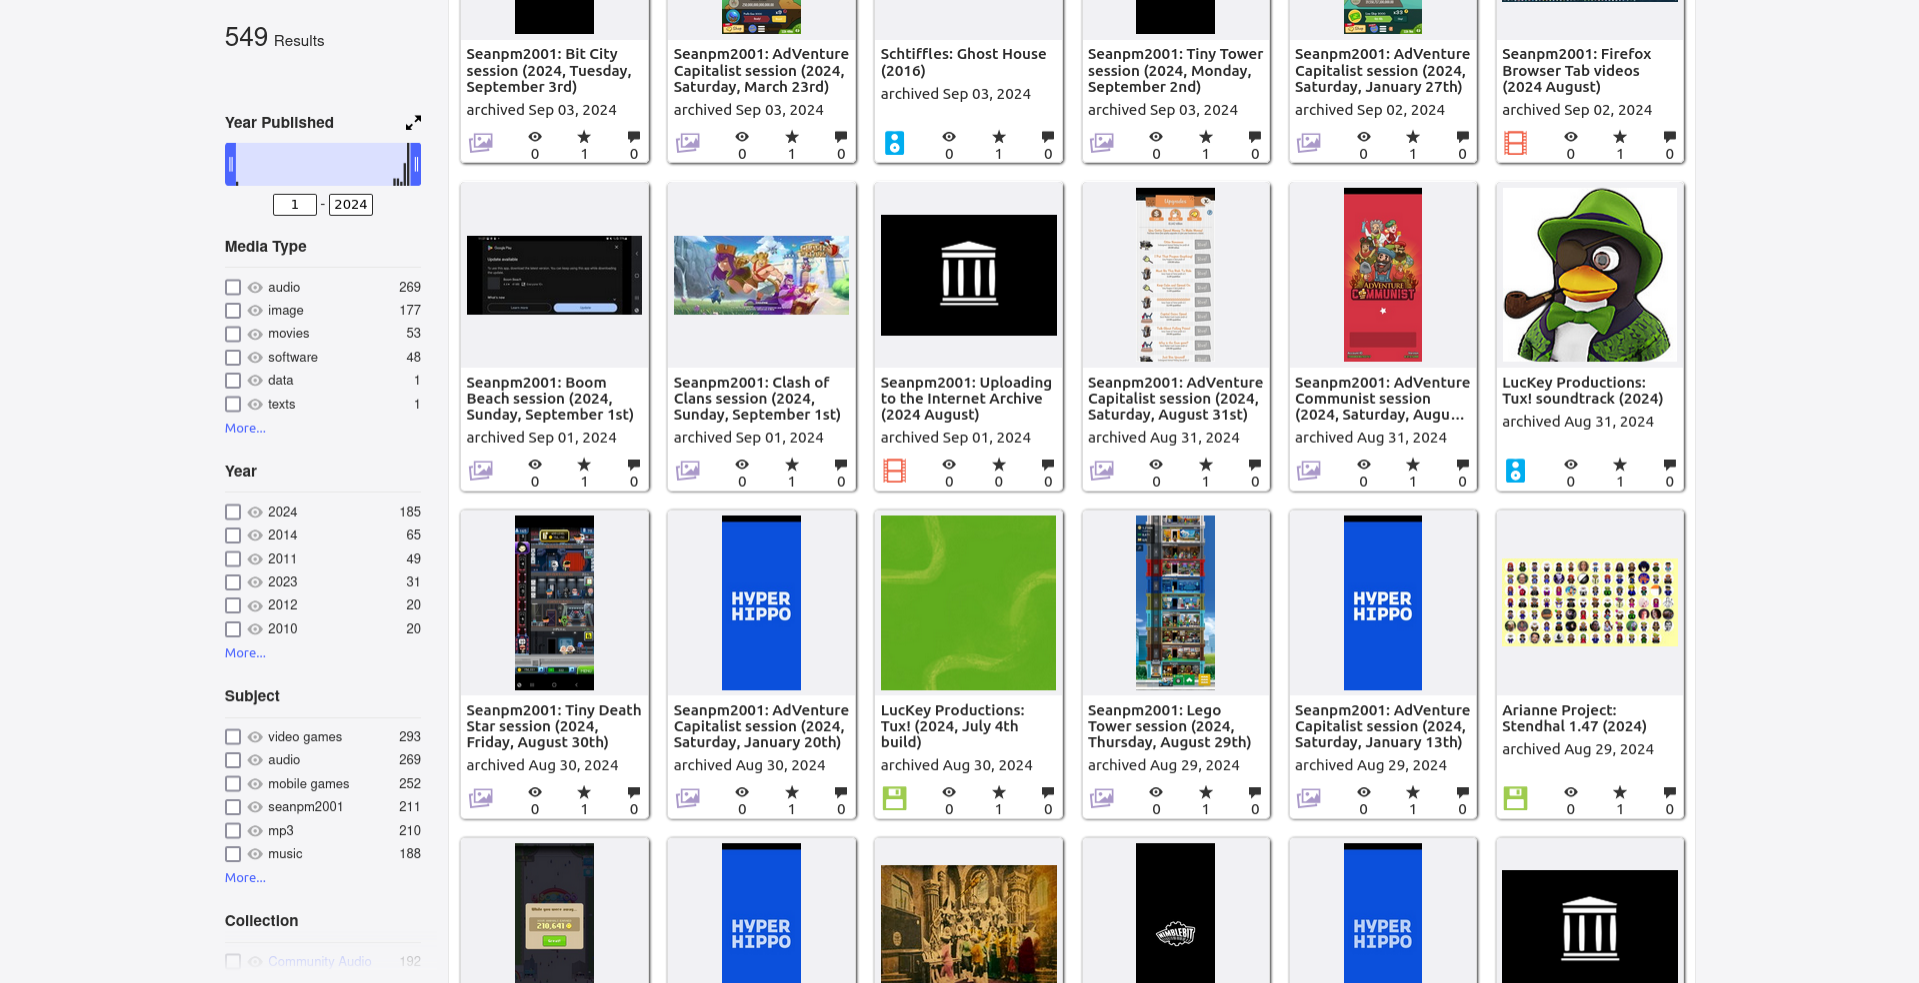 549 Results
Year Published
1 - 2024
Media Type
audio 269
image 177
movies 53
software 48
data 1
texts 1
More...
Year
2024 185
2014 65
2011 49
2023 31
2012 20
2010 20
More...
Subject
video games 293
audio 269
mobile games 252
seanpm2001 211
mp3 210
music 188
More...
Collection
Community Audio 192
Seanpm2001: Bit City
session (2024, Tuesday,
September 3rd)
archived Sep 03, 2024
0 1 0
Seanpm2001: AdVenture
Capitalist session (2024,
Saturday, March 23rd)
archived Sep 03, 2024
0 1 0
Schtiffles: Ghost House
(2016)
archived Sep 03, 2024
0 1 0
Seanpm2001: Tiny Tower
session (2024, Monday,
September 2nd)
archived Sep 03, 2024
0 1 0
Seanpm2001: AdVenture
Capitalist session (2024,
Saturday, January 27th)
archived Sep 02, 2024
0 1 0
Seanpm2001: Firefox
Browser Tab videos
(2024 August)
archived Sep 02, 2024
0 1 0
Google Play
Update available
Seanpm2001: Boom
Beach session (2024,
Sunday, September 1st)
archived Sep 01, 2024
0 1 0
Seanpm2001: Clash of
Clans session (2024,
Sunday, September 1st)
archived Sep 01, 2024
0 1 0
Seanpm2001: Uploading
to the Internet Archive
(2024 August)
archived Sep 01, 2024
0 0 0
Upgrades
Seanpm2001: AdVenture
Capitalist session (2024,
Saturday, August 31st)
archived Aug 31, 2024
0 1 0
ADVENTURE
COMMUNIST
Seanpm2001: AdVenture
Communist session
(2024, Saturday, Augu...
archived Aug 31, 2024
0 1 0
LucKey Productions:
Tux! soundtrack (2024)
archived Aug 31, 2024
0 1 0
Seanpm2001: Tiny Death
Star session (2024,
Friday, August 30th)
archived Aug 30, 2024
0 1 0
HYPER
HIPPO
Seanpm2001: AdVenture
Capitalist session (2024,
Saturday, January 20th)
archived Aug 30, 2024
0 1 0
LucKey Productions:
Tux! (2024, July 4th
build)
archived Aug 30, 2024
0 1 0
Seanpm2001: Lego
Tower session (2024,
Thursday, August 29th)
archived Aug 29, 2024
0 1 0
HYPER
HIPPO
Seanpm2001: AdVenture
Capitalist session (2024,
Saturday, January 13th)
archived Aug 29, 2024
0 1 0
Arianne Project:
Stendhal 1.47 (2024)
archived Aug 29, 2024
0 1 0
While you were away...
210,641
HYPER
HIPPO
NIMBLEBIT
HYPER
HIPPO